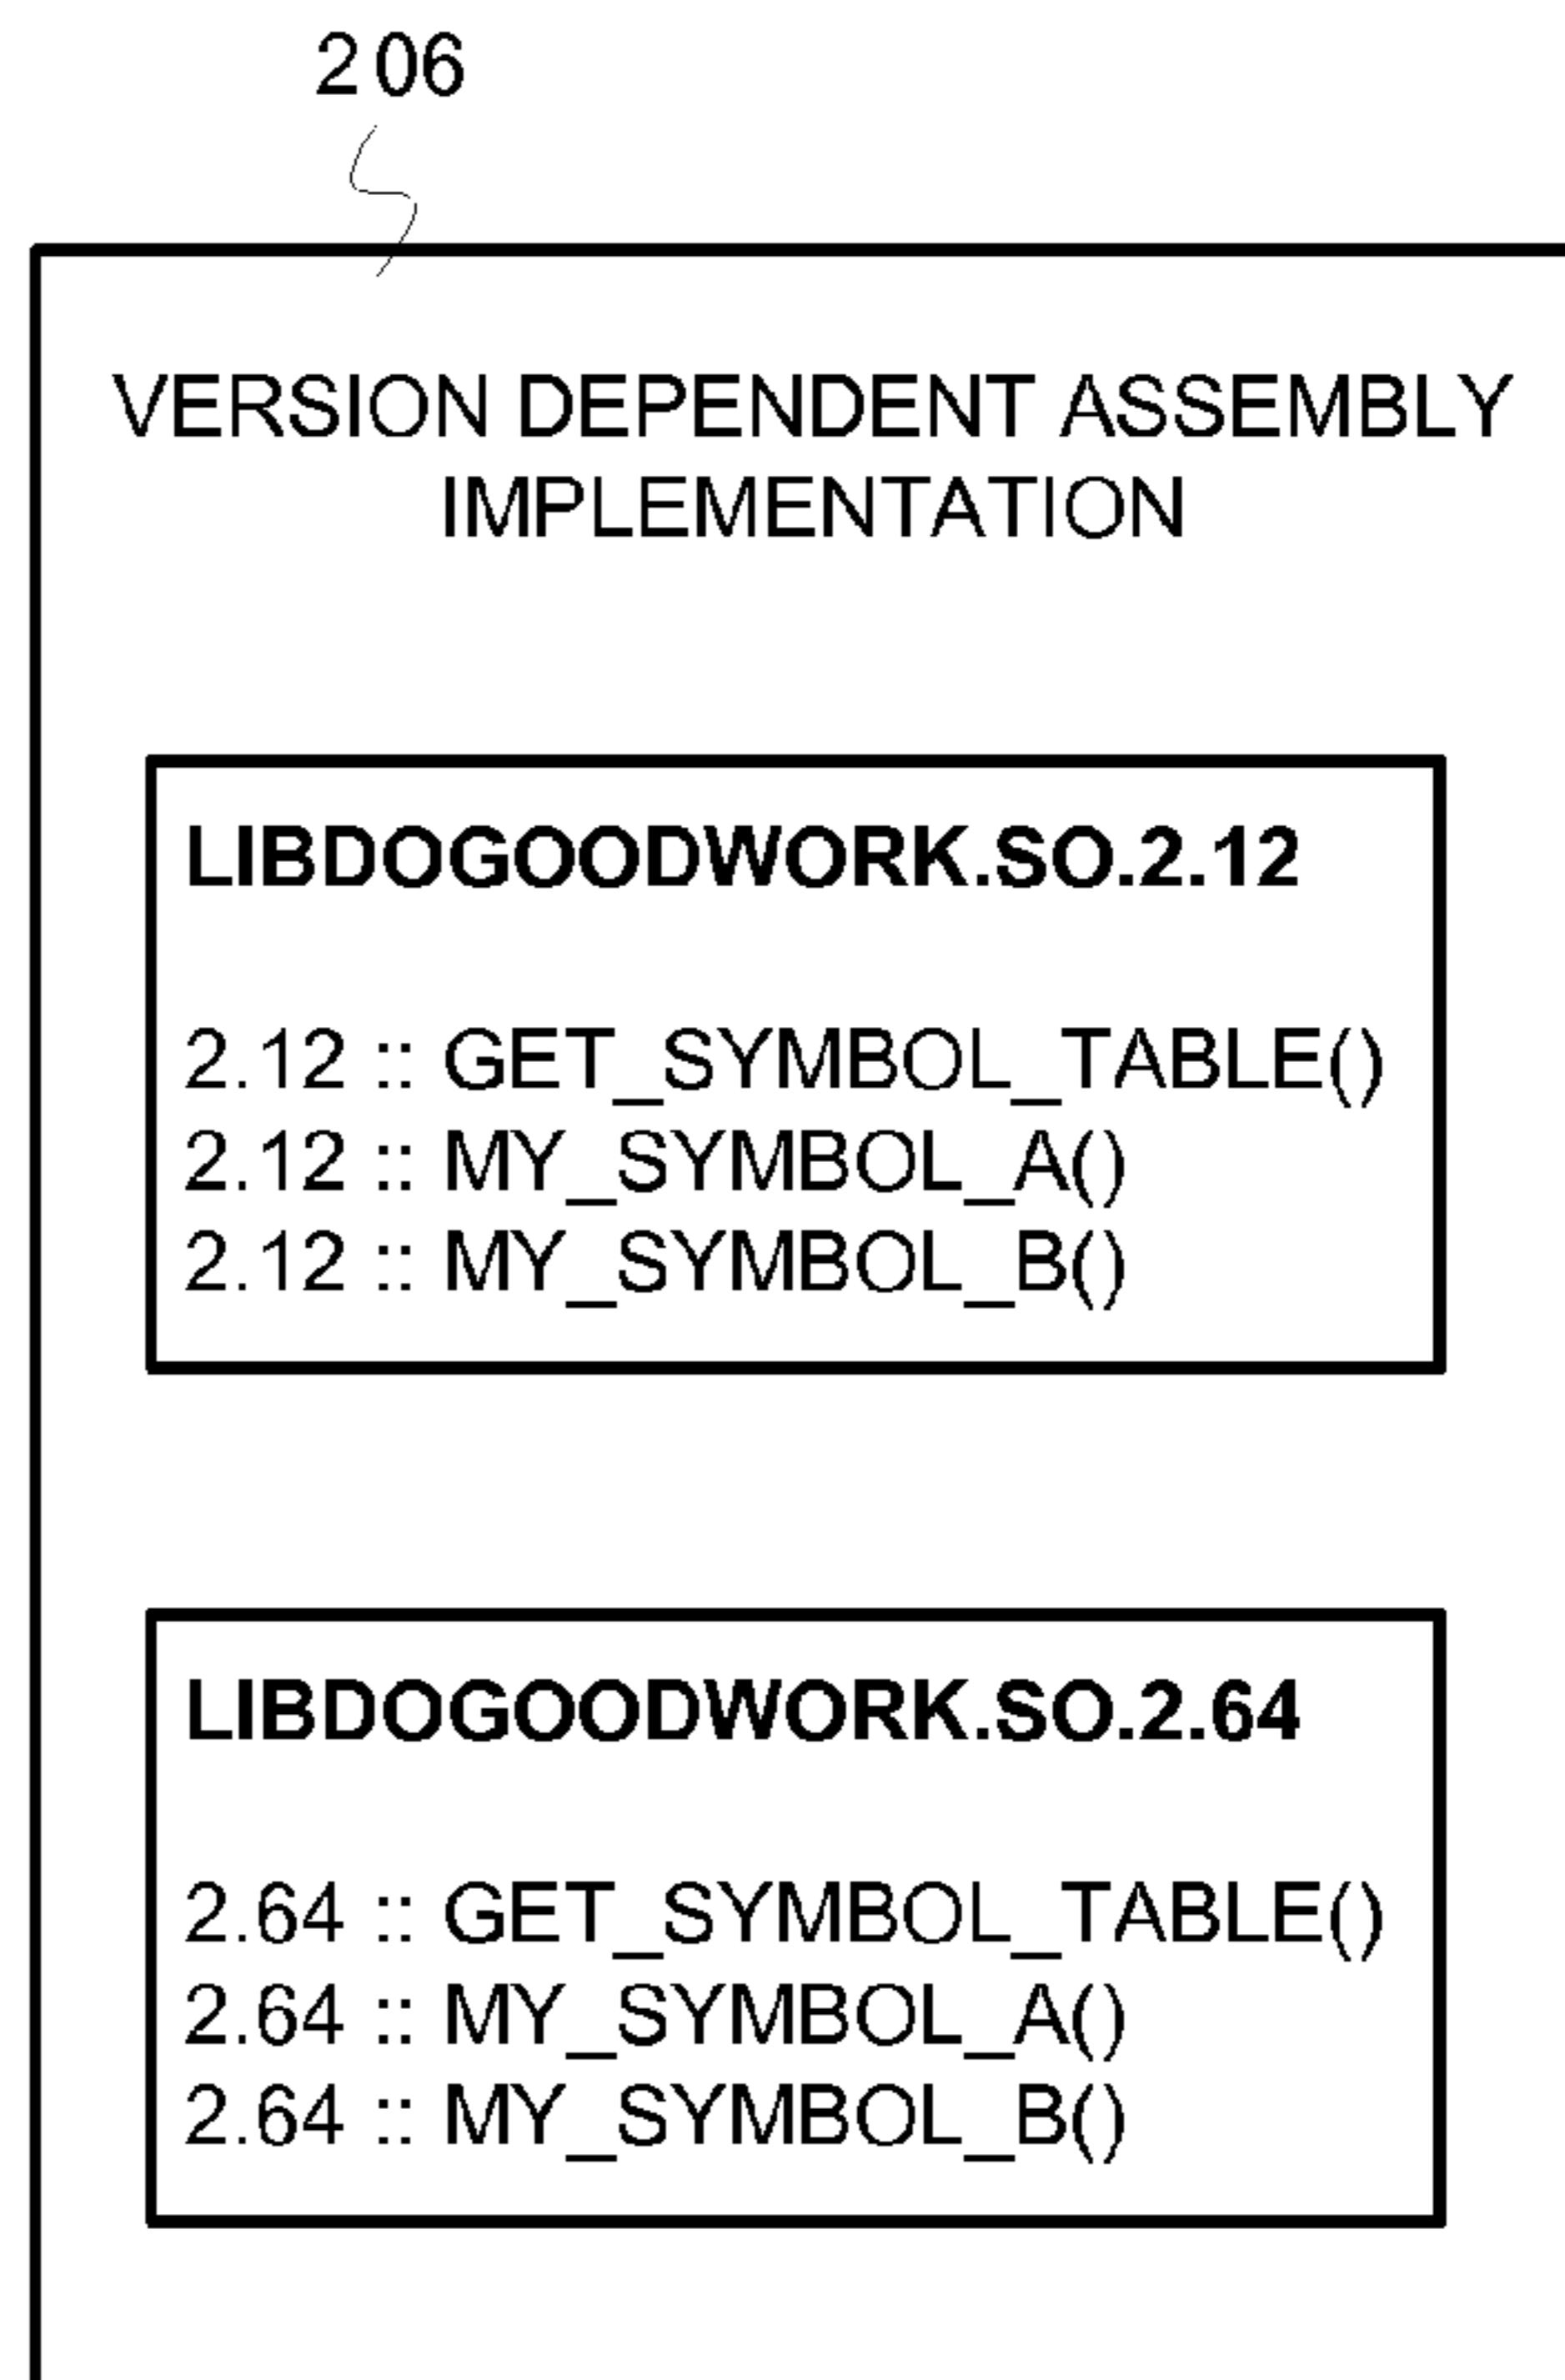 206
VERSION DEPENDENT ASSEMBLY
IMPLEMENTATION
LIBDOGOODWORK.SO.2.12
2.12 :: GET_SYMBOL_TABLE()
2.12 :: MY_SYMBOL_A()
2.12 :: MY_SYMBOL_B()
LIBDOGOODWORK.SO.2.64
2.64 :: GET_SYMBOL_TABLE()
2.64 :: MY_SYMBOL_A()
2.64 :: MY_SYMBOL_B()